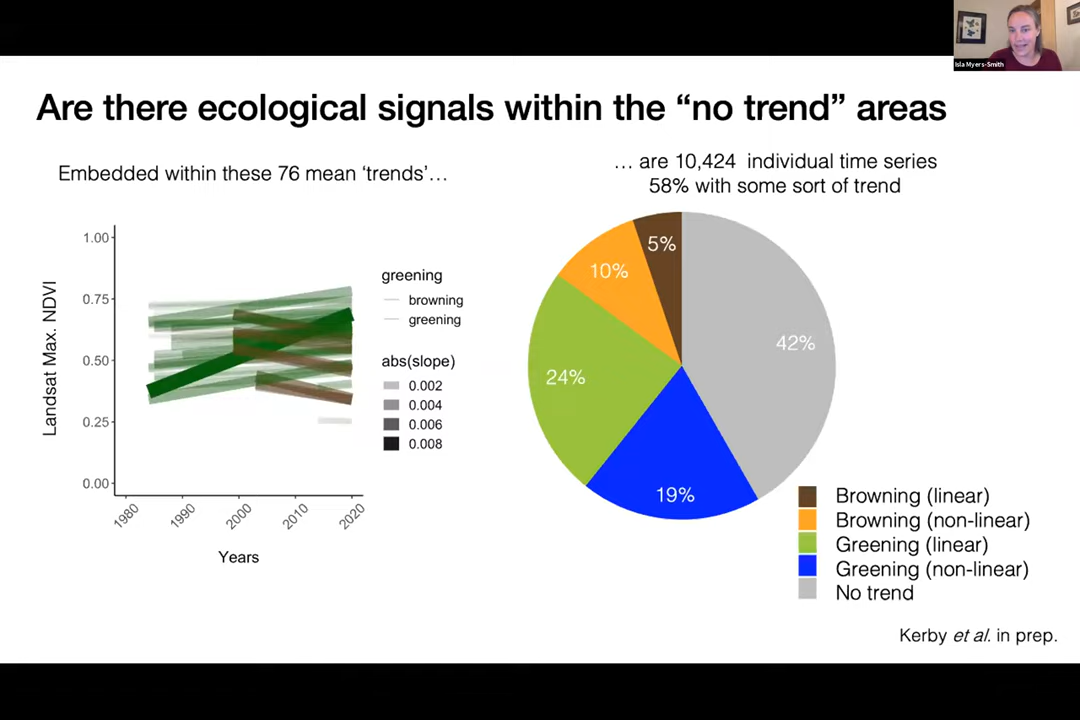 Isla Myers-Smith
Are there ecological signals within the “no trend” areas
Embedded within these 76 mean ‘trends’…
… are 10,424 individual time series
58% with some sort of trend
Landsat Max. NDVI
1.00
0.75
0.50
0.25
0.00
1980
1990
2000
2010
2020
Years
greening
browning
greening
abs(slope)
0.002
0.004
0.006
0.008
5%
10%
42%
24%
19%
Browning (linear)
Browning (non-linear)
Greening (linear)
Greening (non-linear)
No trend
Kerby et al. in prep.